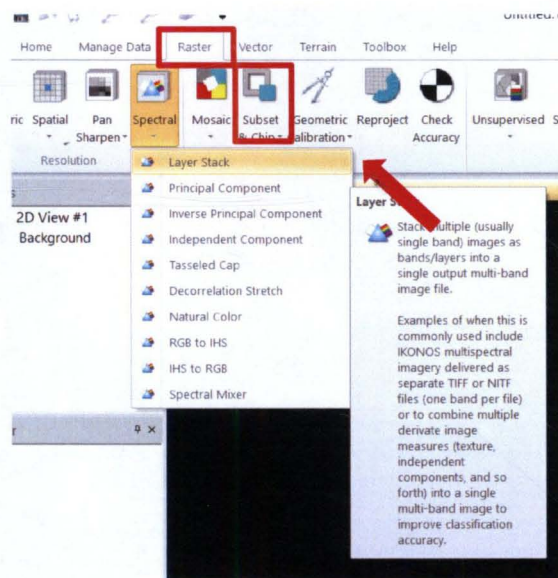 Untitled
Home Manage Data Raster Vector Terrain Toolbox Help
ric Spatial Pan Sharpen Spectral Mosaic Subset & Chip Geometric Calibration Reproject Check Accuracy Unsupervised S
Resolution
Layer Stack
Principal Component
Inverse Principal Component
Independent Component
Tasseled Cap
Decorrelation Stretch
Natural Color
RGB to IHS
IHS to RGB
Spectral Mixer
s
2D View #1
Background
r
Layer S
Stack multiple (usually
single band) images as
bands/layers into a
single output multi-band
image file.
Examples of when this is
commonly used include
IKONOS multispectral
imagery delivered as
separate TIFF or NITF
files (one band per file)
or to combine multiple
derivate image
measures (texture,
independent
components, and so
forth) into a single
multi-band image to
improve classification
accuracy.